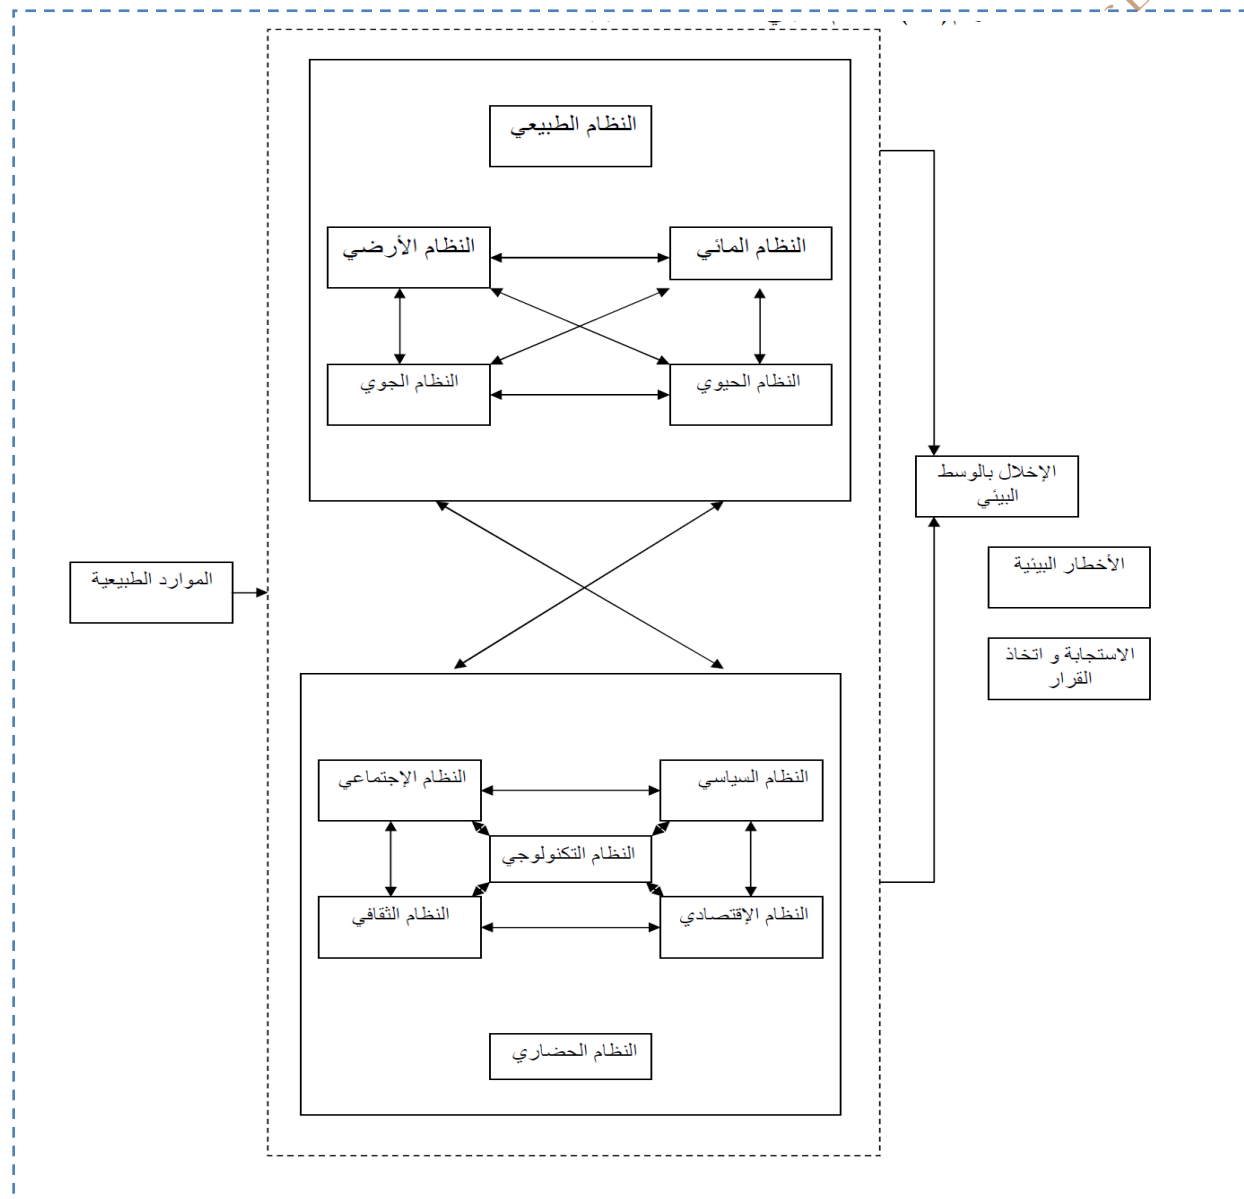 النظام الطبيعي
النظام المائي
النظام الأرضي
النظام الحيوي
النظام الجوي
الإخلال بالوسط
البيئي
الأخطار البيئية
الموارد الطبيعية
الاستجابة و اتخاذ
القرار
النظام السياسي
النظام الإجتماعي
النظام التكنولوجي
النظام الإقتصادي
النظام الثقافي
النظام الحضاري